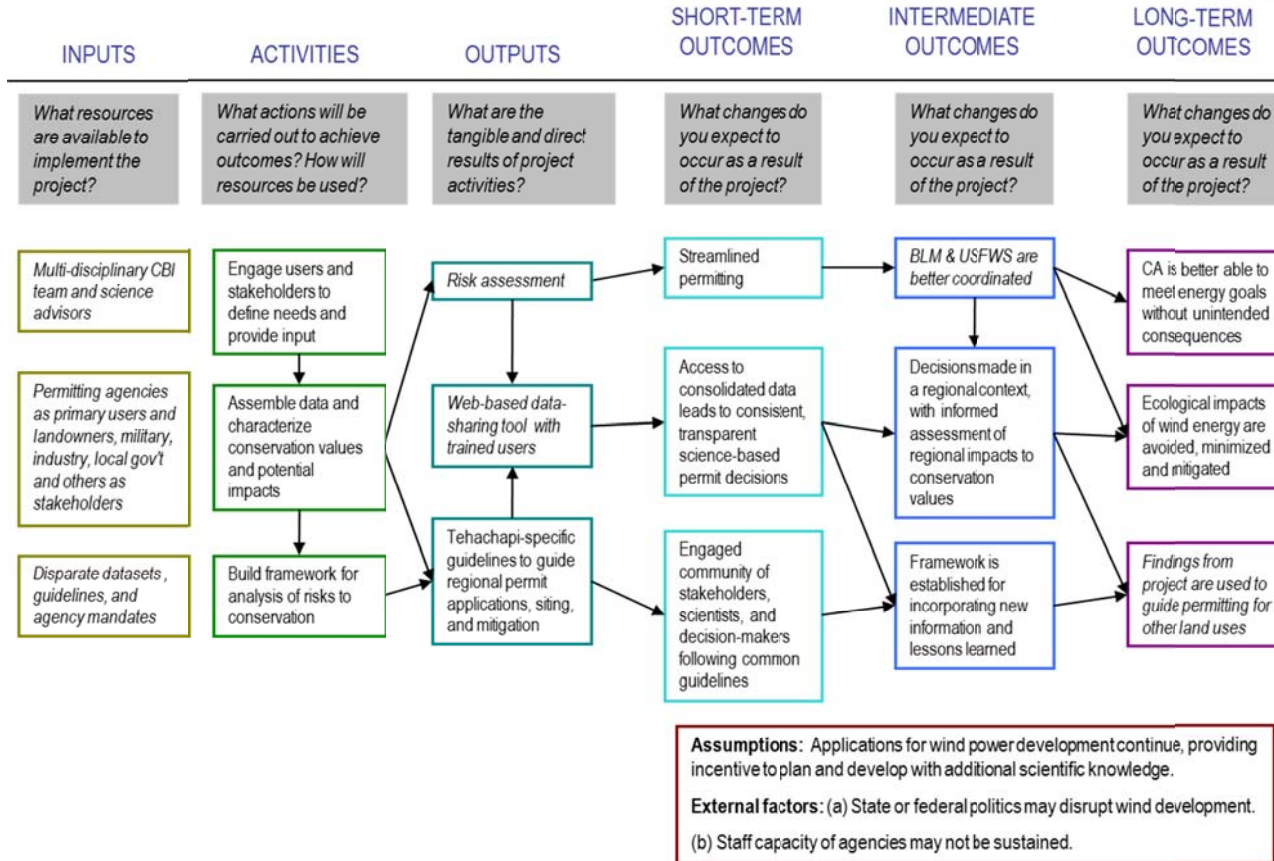 INPUTS
ACTIVITIES
OUTPUTS
SHORT-TERM
OUTCOMES
INTERMEDIATE
OUTCOMES
LONG-TERM
OUTCOMES
What resources
are available to
implement the
project?
What actions will be
carried out to achieve
outcomes? How will
resources be used?
What are the
tangible and direct
results of project
activities?
What changes do
you expect to
occur as a result
of the project?
What changes do
you expect to
occur as a result
of the project?
What changes do
you expect to
occur as a result
of the project?
Multi-disciplinary CBI
team and science
advisors
Permitting agencies
as primary users and
landowners, military,
industry, local gov't
and others as
stakeholders
Disparate datasets,
guidelines, and
agency mandates
Engage users and
stakeholders to
define needs and
provide input
Assemble data and
characterize
conservation values
and potential
impacts
Build framework for
analysis of risks to
conservation
Risk assessment
Web-based data-
sharing tool with
trained users
Tehachapi-specific
guidelines to guide
regional permit
applications, siting,
and mitigation
Streamlined
permitting
Access to
consolidated data
leads to consistent,
transparent
science-based
permit decisions
Engaged
community of
stakeholders,
scientists, and
decision-makers
following common
guidelines
BLM & USFWS are
better coordinated
Decisions made in
a regional context,
with informed
assessment of
regional impacts to
conservation
values
Framework is
established for
incorporating new
information and
lessons learned
CA is better able to
meet energy goals
without unintended
consequences
Ecological impacts
of wind energy are
avoided, minimized
and mitigated
Findings from
project are used to
guide permitting for
other land uses
Assumptions: Applications for wind power development continue, providing
incentive to plan and develop with additional scientific knowledge.
External factors: (a) State or federal politics may disrupt wind development.
(b) Staff capacity of agencies may not be sustained.